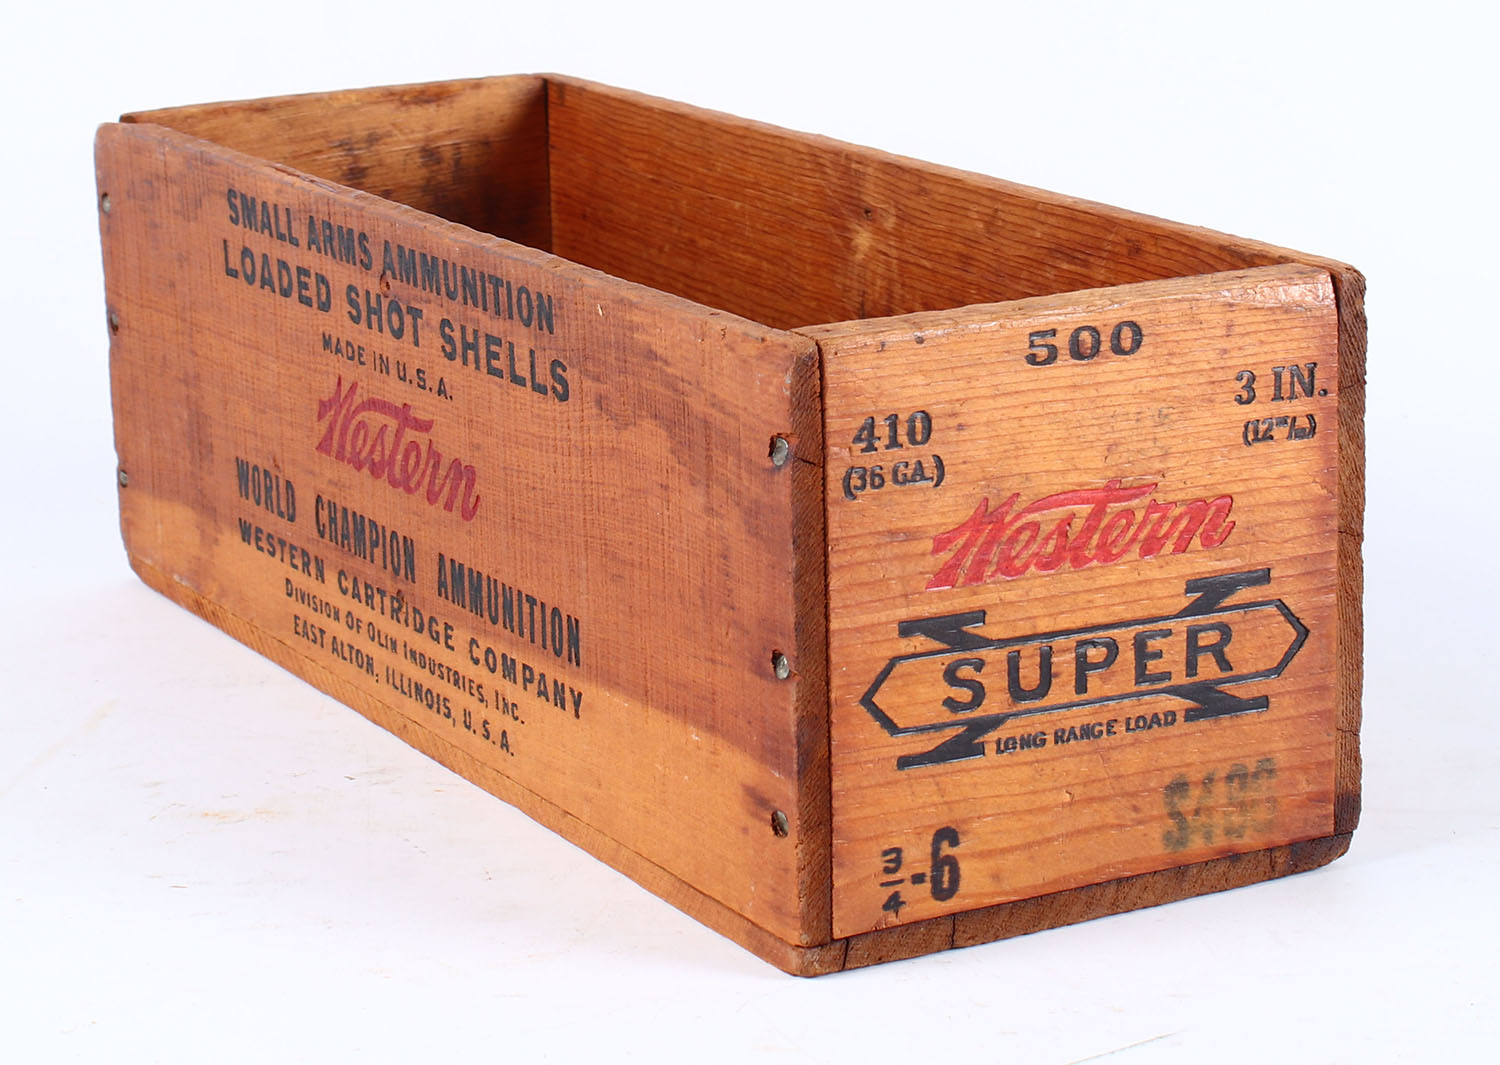 SMALL ARMS AMMUNITION
LOADED SHOT SHELLS
MADE IN U.S.A.
Western
WORLD CHAMPION AMMUNITION
WESTERN CARTRIDGE COMPANY
DIVISION OF OLIN INDUSTRIES, INC.
EAST ALTON, ILLINOIS, U.S.A.
500
410
(36 GA.)
3 IN.
(12 m/m)
Western
SUPER
LONG RANGE LOAD
3/4-6